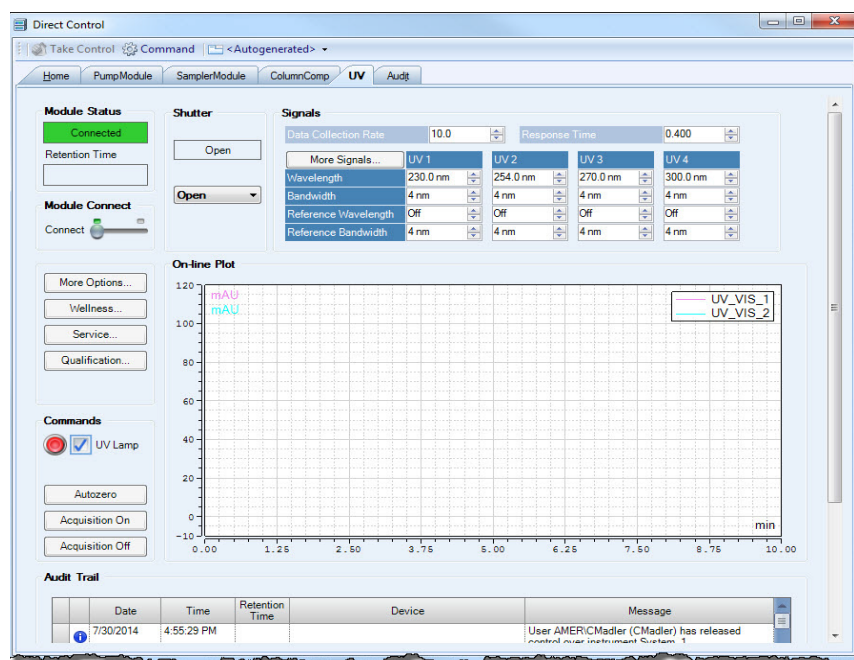 Direct Control
Take Control Command <Autogenerated>
Home PumpModule SamplerModule ColumnComp UV Audit
Module Status
Connected
Retention Time
Module Connect
Connect
Shutter
Open
Open
Signals
Data Collection Rate 10.0 Response Time 0.400
More Signals... UV 1 UV 2 UV 3 UV 4
Wavelength 230.0 nm 254.0 nm 270.0 nm 300.0 nm
Bandwidth 4 nm 4 nm 4 nm 4 nm
Reference Wavelength Off Off Off Off
Reference Bandwidth 4 nm 4 nm 4 nm 4 nm
More Options...
Wellness...
Service...
Qualification...
Commands
UV Lamp
Autozero
Acquisition On
Acquisition Off
On-line Plot
mAU
mAU
UV_VIS_1
UV_VIS_2
120
100
80
60
40
20
0
-10
min
0.00 1.25 2.50 3.75 5.00 6.25 7.50 8.75 10.00
Audit Trail
Date Time Retention Time Device Message
7/30/2014 4:55:29 PM User AMER\CMadler (CMadler) has released
control over instrument System_1